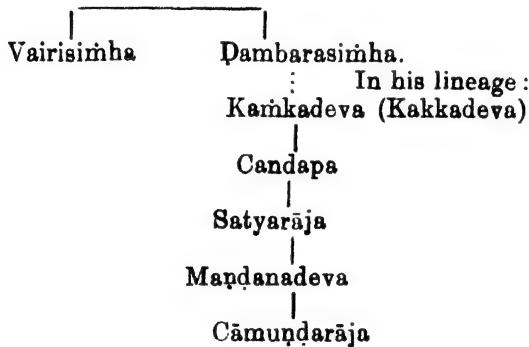 Vairisiṁha Ḍambarasiṁha.
In his lineage :
Kaṁkadeva (Kakkadeva)
Candapa
Satyarāja
Maṇḍanadeva
Cāmuṇḍarāja